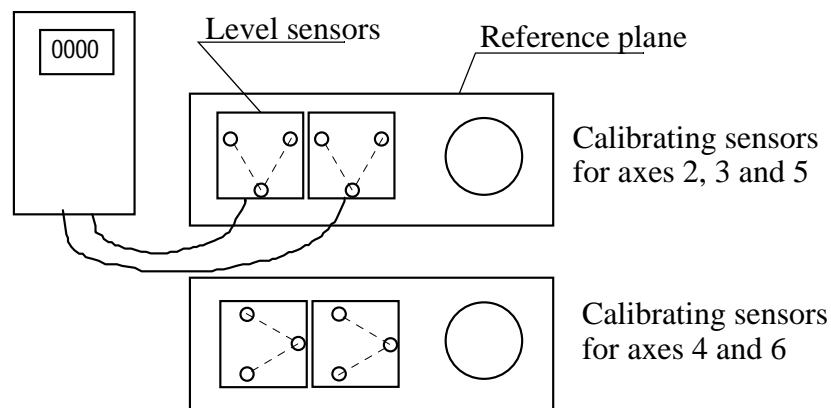 Level sensors
Reference plane
0000
Calibrating sensors
for axes 2, 3 and 5
Calibrating sensors
for axes 4 and 6